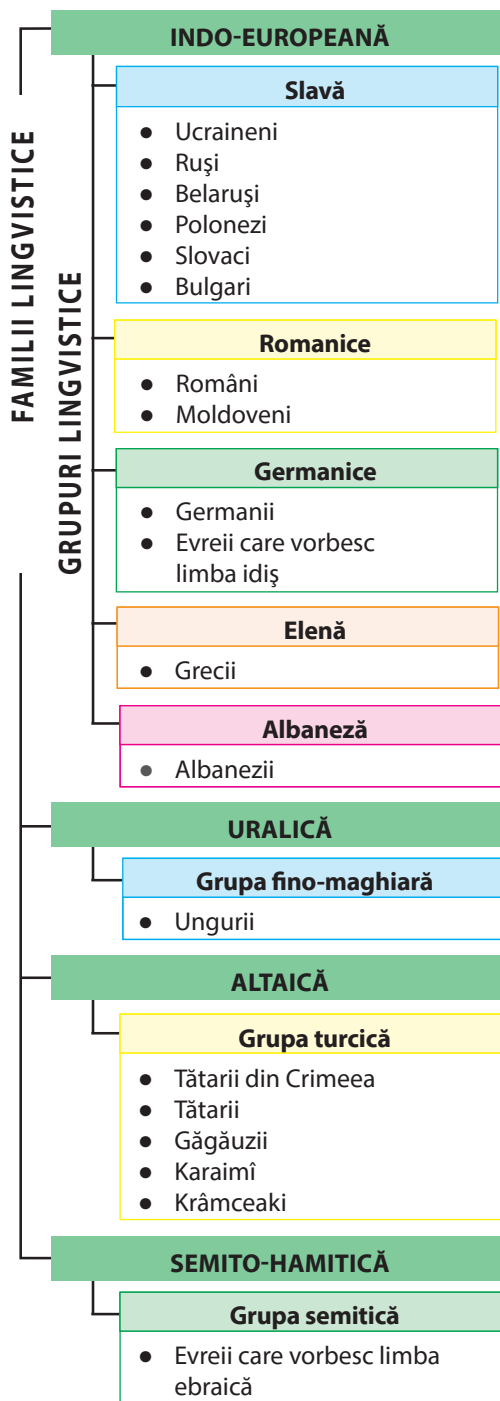 FAMILII LINGVISTICE
GRUPURI LINGVISTICE
INDO-EUROPEANĂ
Slavă
● Ucraineni
● Ruşi
● Belaruşi
● Polonezi
● Slovaci
● Bulgari
Romanice
● Români
● Moldoveni
Germanice
● Germanii
● Evreii care vorbesc
limba idiş
Elenă
● Grecii
Albaneză
● Albanezii
URALICĂ
Grupa fino-maghiară
● Ungurii
ALTAICĂ
Grupa turcică
● Tătarii din Crimeea
● Tătarii
● Găgăuzii
● Karaimî
● Krâmceaki
SEMITO-HAMITICĂ
Grupa semitică
● Evreii care vorbesc limba
ebraică